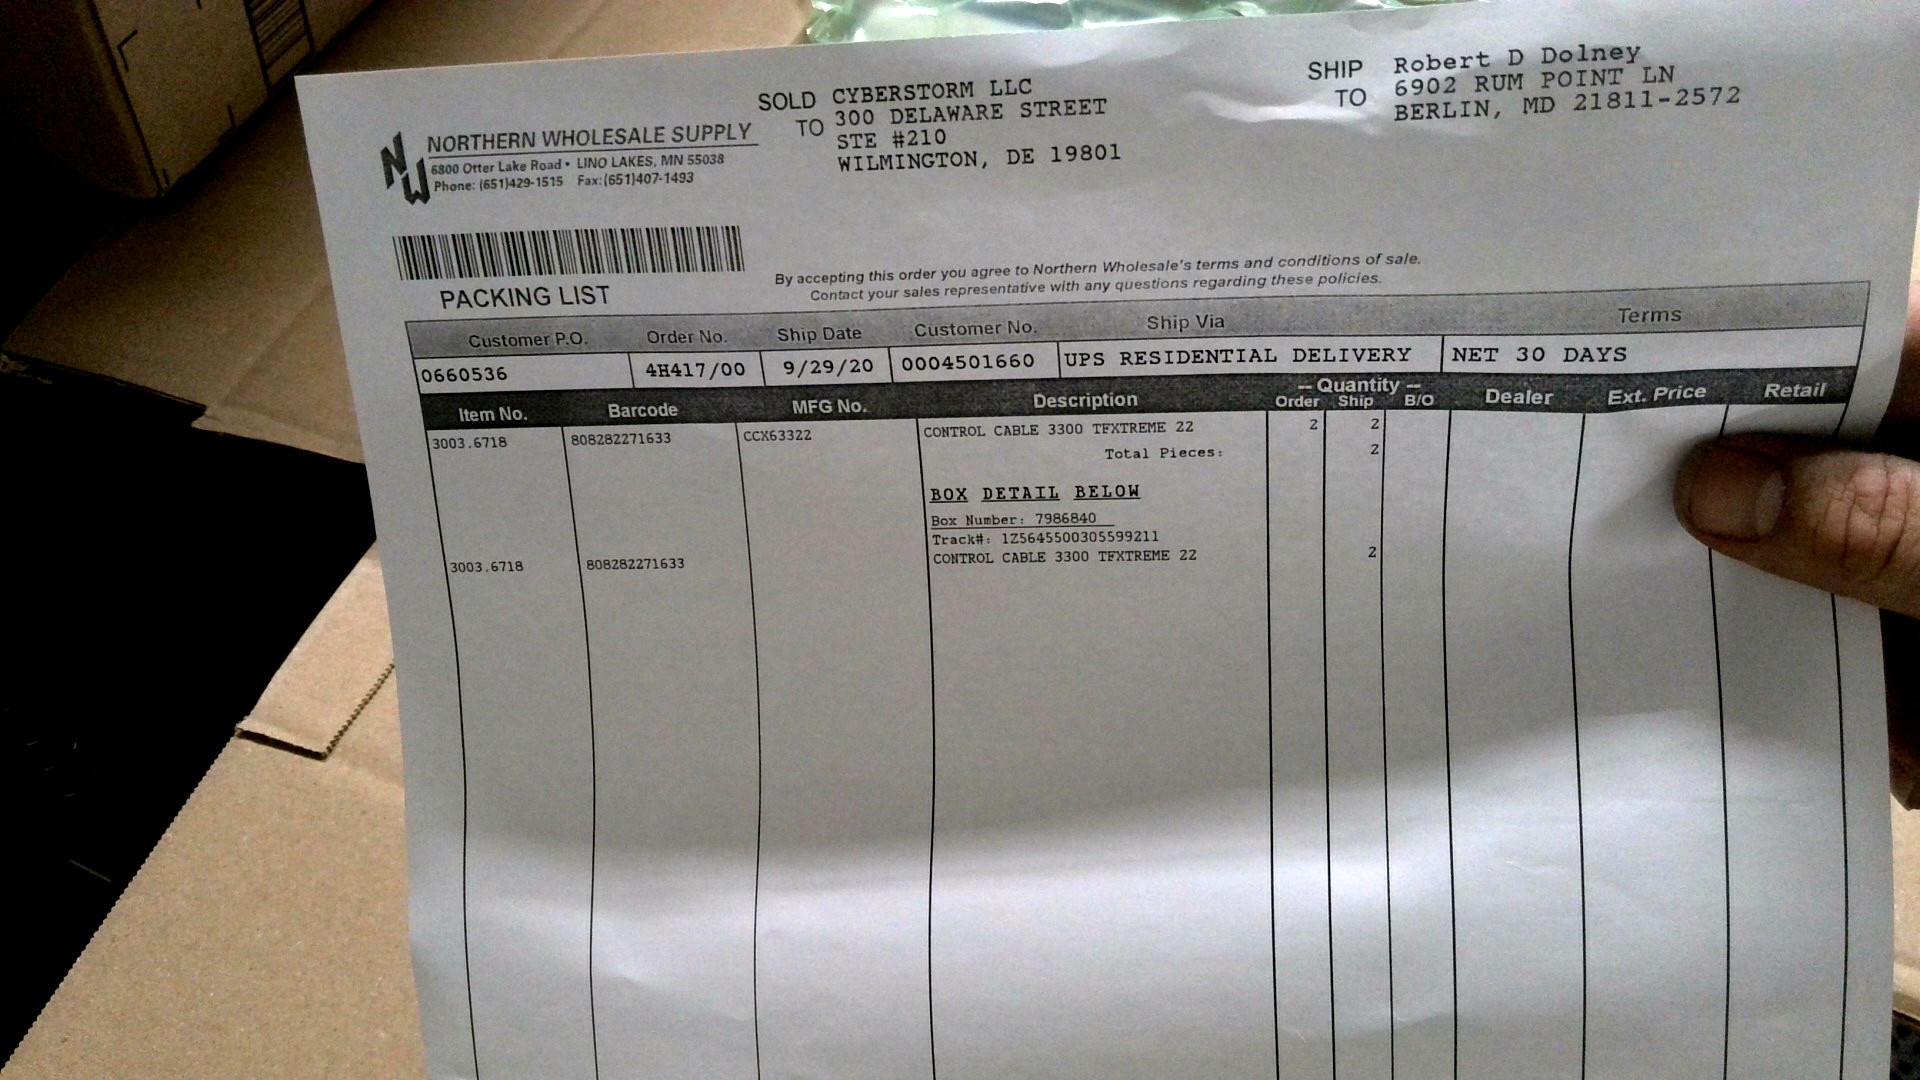 NW
NORTHERN WHOLESALE SUPPLY
6800 Otter Lake Road • LINO LAKES, MN 55038
Phone: (651)429-1515 Fax:(651)407-1493
SOLD TO
CYBERSTORM LLC
300 DELAWARE STREET
STE #210
WILMINGTON, DE 19801
SHIP TO
Robert D Dolney
6902 RUM POINT LN
BERLIN, MD 21811-2572
PACKING LIST
By accepting this order you agree to Northern Wholesale's terms and conditions of sale.
Contact your sales representative with any questions regarding these policies.
Customer P.O. Order No. Ship Date Customer No. Ship Via Terms
0660536 4H417/00 9/29/20 0004501660 UPS RESIDENTIAL DELIVERY NET 30 DAYS
-- Quantity --
Item No. Barcode MFG No. Description Order Ship B/O Dealer Ext. Price Retail
3003.6718 808282271633 CCX63322 CONTROL CABLE 3300 TFXTREME 22 2 2
Total Pieces: 2
BOX DETAIL BELOW
Box Number: 7986840
Track#: 1Z5645500305599211
3003.6718 808282271633 CONTROL CABLE 3300 TFXTREME 22 2